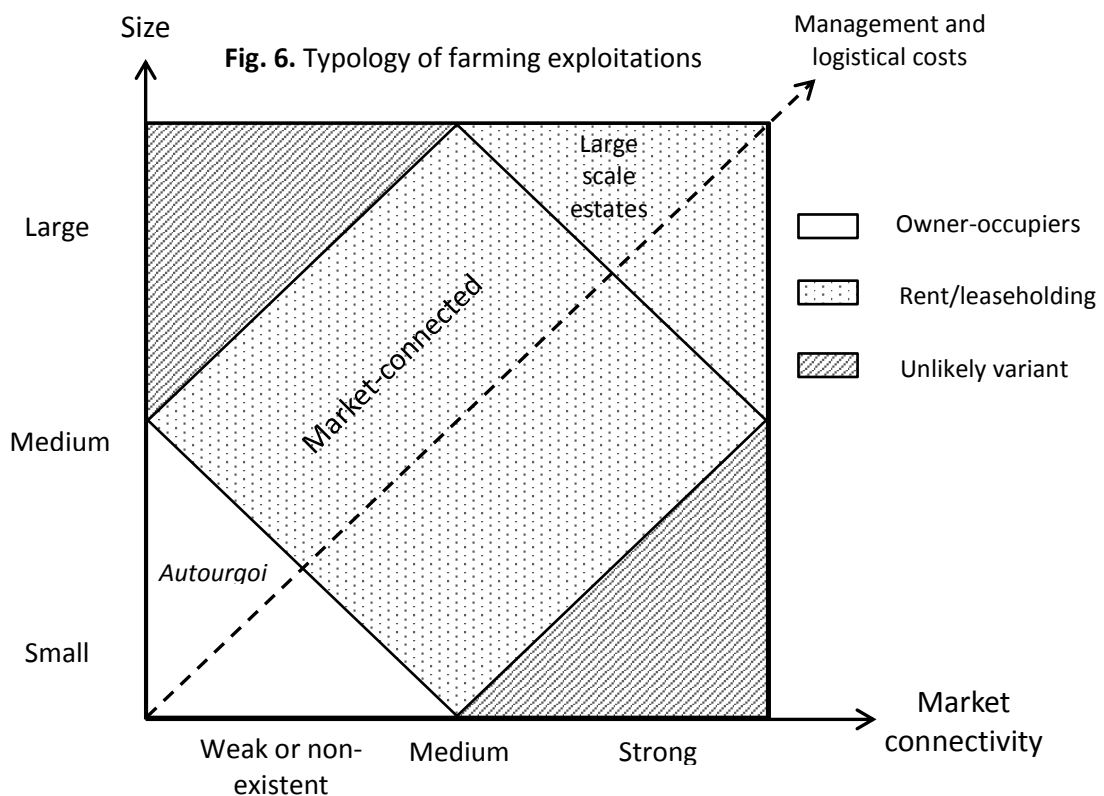 Size
Management and
logistical costs
Fig. 6. Typology of farming exploitations
Large
scale
estates
Large
Owner-occupiers
Market-connected
Rent/leaseholding
Unlikely variant
Medium
Autourgoi
Small
Market
connectivity
Weak or non-
existent
Medium
Strong